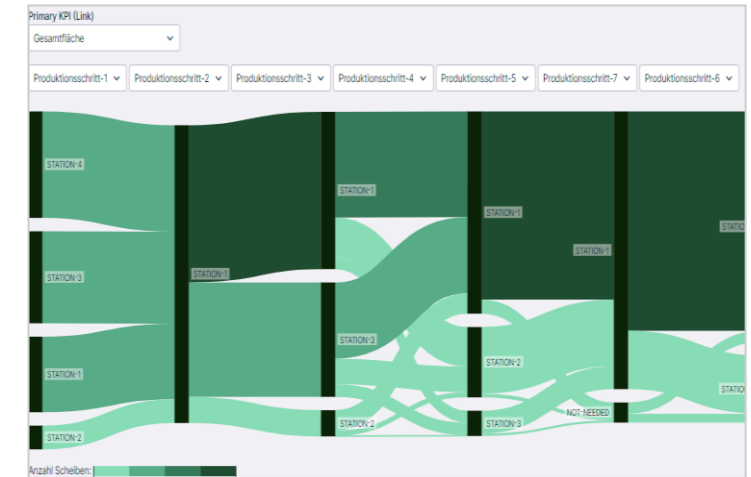 Primary KPI (Link)
Gesamtfläche
Produktionsschritt-1 Produktionsschritt-2 Produktionsschritt-3 Produktionsschritt-4 Produktionsschritt-5 Produktionsschritt-7 Produktionsschritt-6
STATION-4
STATION-1
STATION-1
STATIO
STATION-1
STATION-3
STATION-1
STATION-3
STATION-2
STATION-1
STATIO
NOT-NEEDED
STATION-2
STATION-3
STATION-2
Anzahl Scheiben: